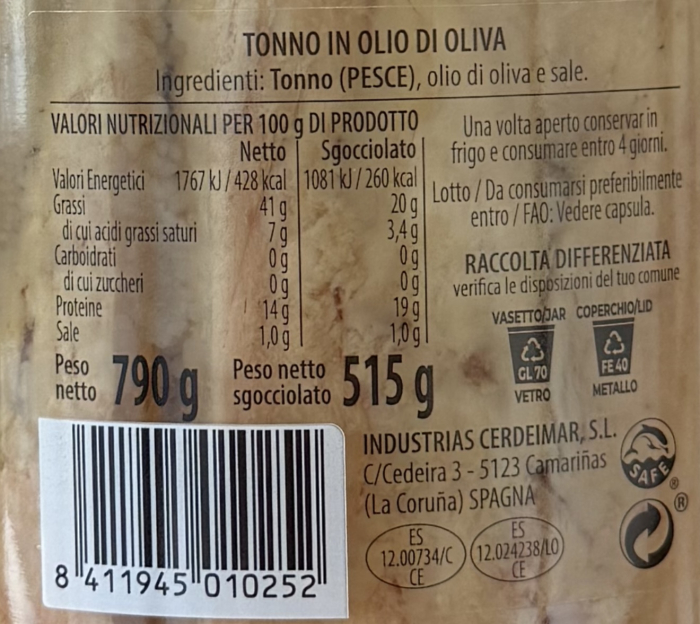 TONNO IN OLIO DI OLIVA
Ingredienti: Tonno (PESCE), olio di oliva e sale.
VALORI NUTRIZIONALI PER 100 g DI PRODOTTO
Netto Sgocciolato
Valori Energetici 1767 kJ / 428 kcal 1081 kJ / 260 kcal
Grassi 41 g 20 g
di cui acidi grassi saturi 7 g 3,4 g
Carboidrati 0 g 0 g
di cui zuccheri 0 g 0 g
Proteine 14 g 19 g
Sale 1,0 g 1,0 g
Una volta aperto conservar in
frigo e consumare entro 4 giorni.
Lotto / Da consumarsi preferibilmente
entro / FAO: Vedere capsula.
RACCOLTA DIFFERENZIATA
verifica le disposizioni del tuo comune
VASETTO/JAR COPERCHIO/LID
GL 70 FE 40
VETRO METALLO
Peso netto 790 g Peso netto sgocciolato 515 g
INDUSTRIAS CERDEIMAR, S.L.
C/Cedeira 3 - 5123 Camariñas
(La Coruña) SPAGNA
ES
12.00734/C
CE
ES
12.024238/LO
CE
SAFE
®
®
8 411945 010252